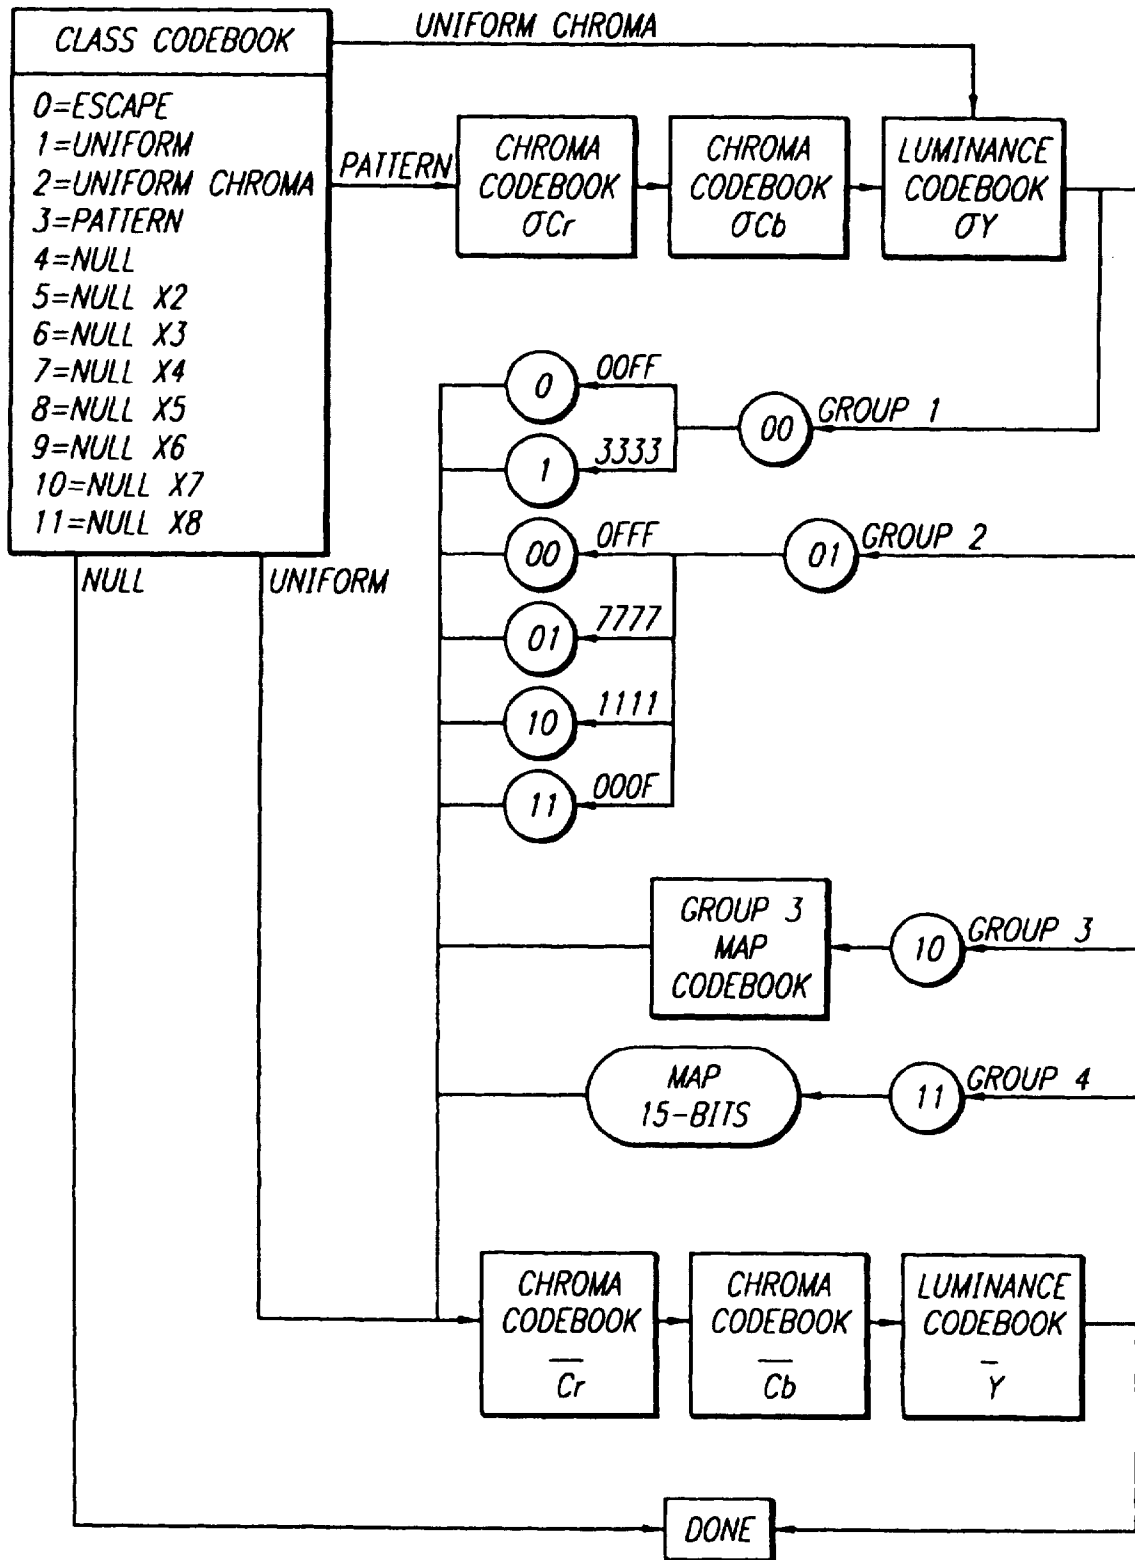 CLASS CODEBOOK
0=ESCAPE
1=UNIFORM
2=UNIFORM CHROMA
3=PATTERN
4=NULL
5=NULL X2
6=NULL X3
7=NULL X4
8=NULL X5
9=NULL X6
10=NULL X7
11=NULL X8
UNIFORM CHROMA
PATTERN
CHROMA
CODEBOOK
σCr
CHROMA
CODEBOOK
σCb
LUMINANCE
CODEBOOK
σY
0
00FF
1
3333
00
GROUP 1
00
0FFF
01
7777
10
1111
11
000F
01
GROUP 2
NULL
UNIFORM
GROUP 3
MAP
CODEBOOK
10
GROUP 3
MAP
15-BITS
11
GROUP 4
CHROMA
CODEBOOK
C̅r̅
CHROMA
CODEBOOK
C̅b̅
LUMINANCE
CODEBOOK
Y̅
DONE